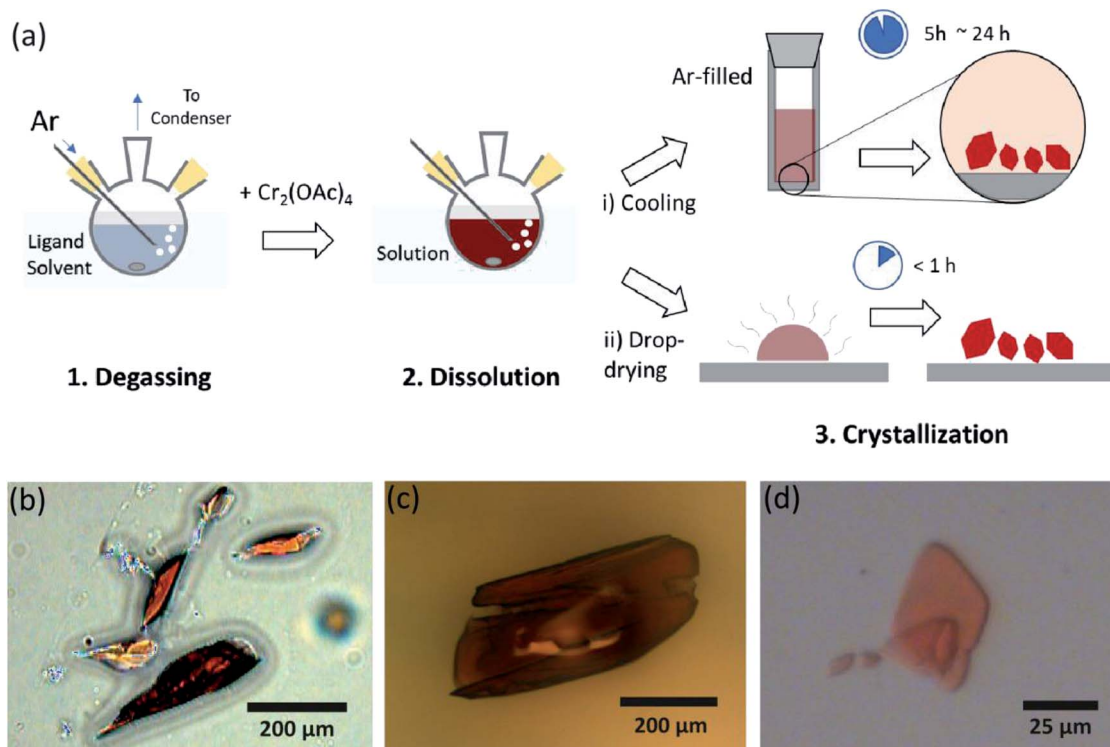 (a)
Ar
To
Condenser
Ligand
Solvent
+ Cr2(OAc)4
Solution
i) Cooling
Ar-filled
5h ~ 24 h
ii) Drop-
drying
< 1 h
1. Degassing
2. Dissolution
3. Crystallization
(b)
200 μm
(c)
200 μm
(d)
25 μm